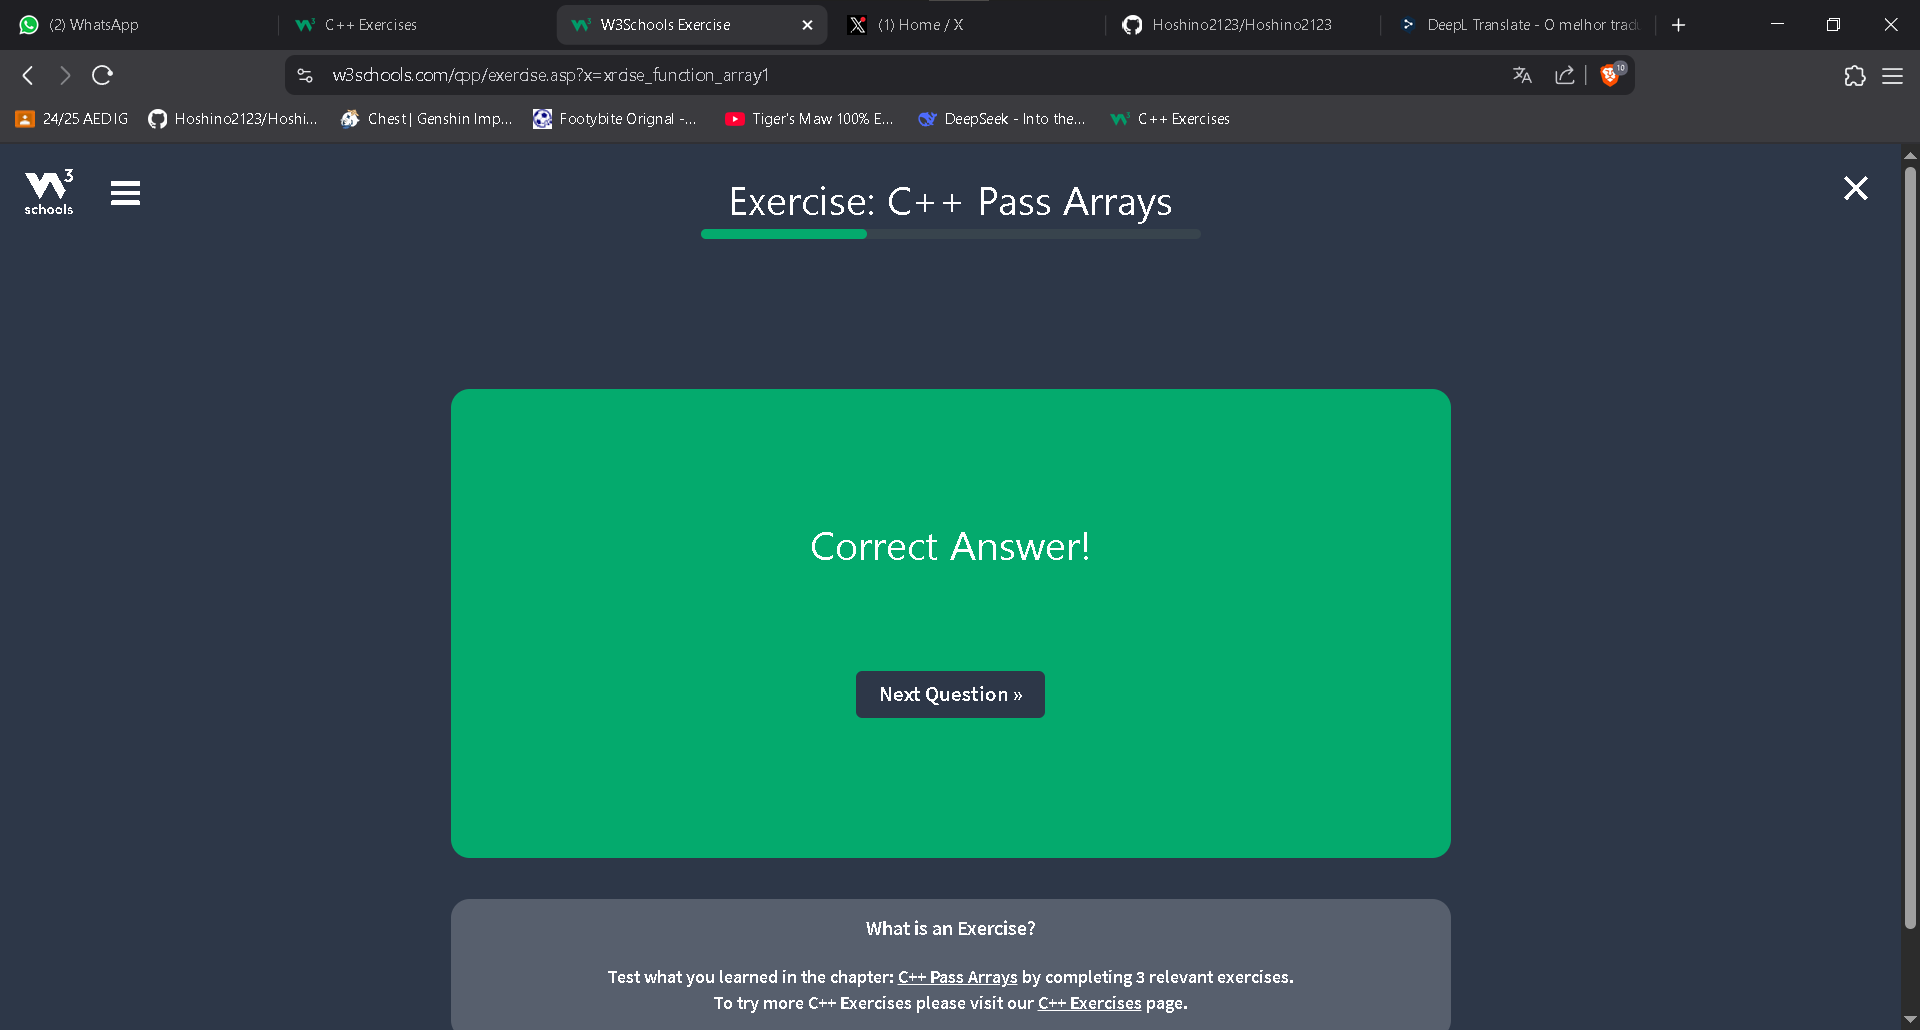 (2) WhatsApp
C++ Exercises
W3Schools Exercise
(1) Home / X
Hoshino2123/Hoshino2123
DeepL Translate - O melhor tradu
w3schools.com/cpp/exercise.asp?x=xrcise_function_array1
10
24/25 AEDIG
Hoshino2123/Hoshi...
Chest | Genshin Imp...
Footybite Orignal -...
Tiger's Maw 100% E...
DeepSeek - Into the...
C++ Exercises
W3
schools
Exercise: C++ Pass Arrays
Correct Answer!
Next Question »
What is an Exercise?
Test what you learned in the chapter: C++ Pass Arrays by completing 3 relevant exercises.
To try more C++ Exercises please visit our C++ Exercises page.